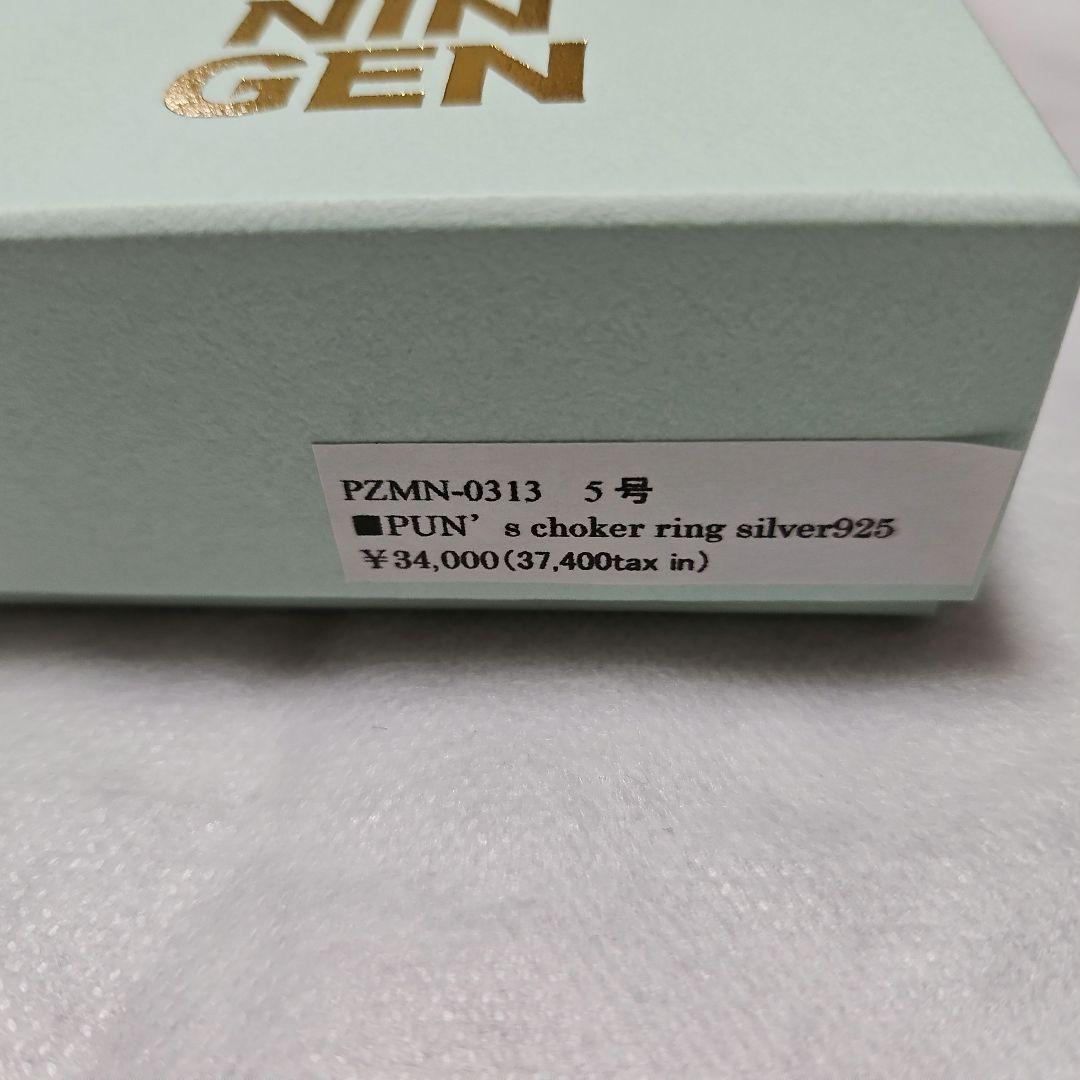 NIN
GEN
PZMN-0313 5号
■PUN's choker ring silver925
￥34,000(37,400tax in)